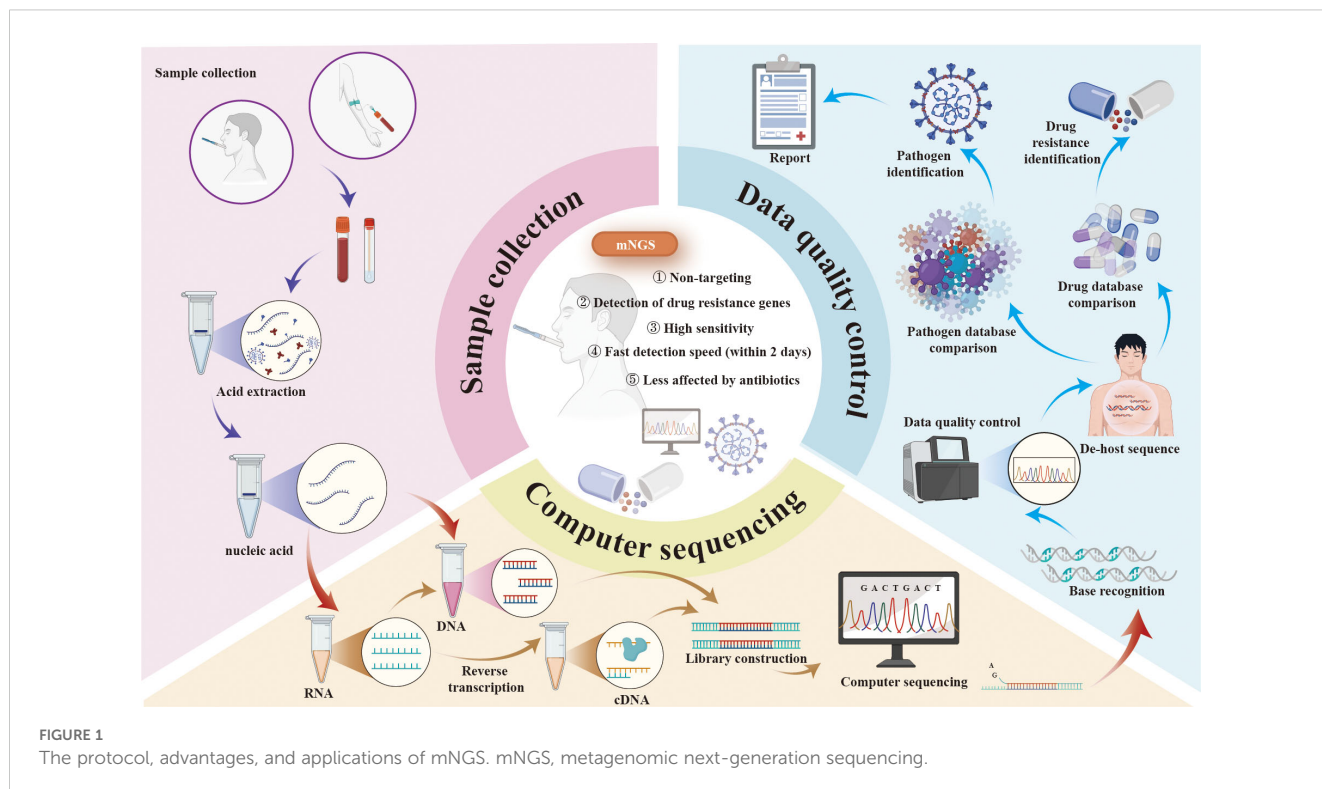 Sample collection
Sample collection
Acid extraction
nucleic acid
mNGS
① Non-targeting
② Detection of drug resistance genes
③ High sensitivity
④ Fast detection speed (within 2 days)
⑤ Less affected by antibiotics
Data quality control
Report
Pathogen
identification
Drug
resistance
identification
Pathogen database
comparison
Drug database
comparison
Data quality control
De-host sequence
Base recognition
Computer sequencing
DNA
RNA
Reverse
transcription
cDNA
Library construction
GACTGACT
Computer sequencing
A
G
FIGURE 1
The protocol, advantages, and applications of mNGS. mNGS, metagenomic next-generation sequencing.